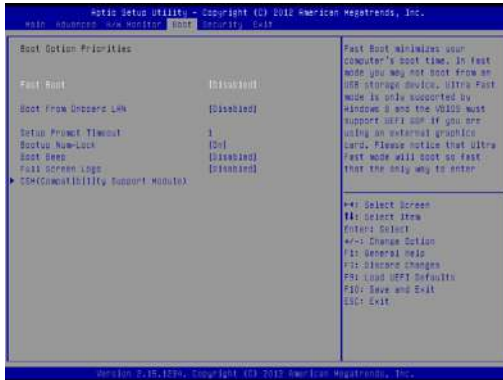 Aptio Setup Utility - Copyright (C) 2012 American Megatrends, Inc.
Main Advanced H/W Monitor Boot Security Exit
Boot Option Priorities
Fast Boot [Disabled]
Boot From Onboard LAN [Disabled]
Setup Prompt Timeout 1
Bootup Num-Lock [On]
Boot Beep [Disabled]
Full Screen Logo [Disabled]
CSM(Compatibility Support Module)
Fast Boot minimizes your
computer's boot time. In fast
mode you may not boot from an
USB storage device. Ultra Fast
mode is only supported by
Windows 8 and the VBIOS must
support UEFI GOP if you are
using an external graphics
card. Please notice that Ultra
Fast mode will boot so fast
that the only way to enter
→←: Select Screen
↑↓: Select Item
Enter: Select
+/-: Change Option
F1: General Help
F7: Discard Changes
F9: Load UEFI Defaults
F10: Save and Exit
ESC: Exit
Version 2.15.1234. Copyright (C) 2012 American Megatrends, Inc.